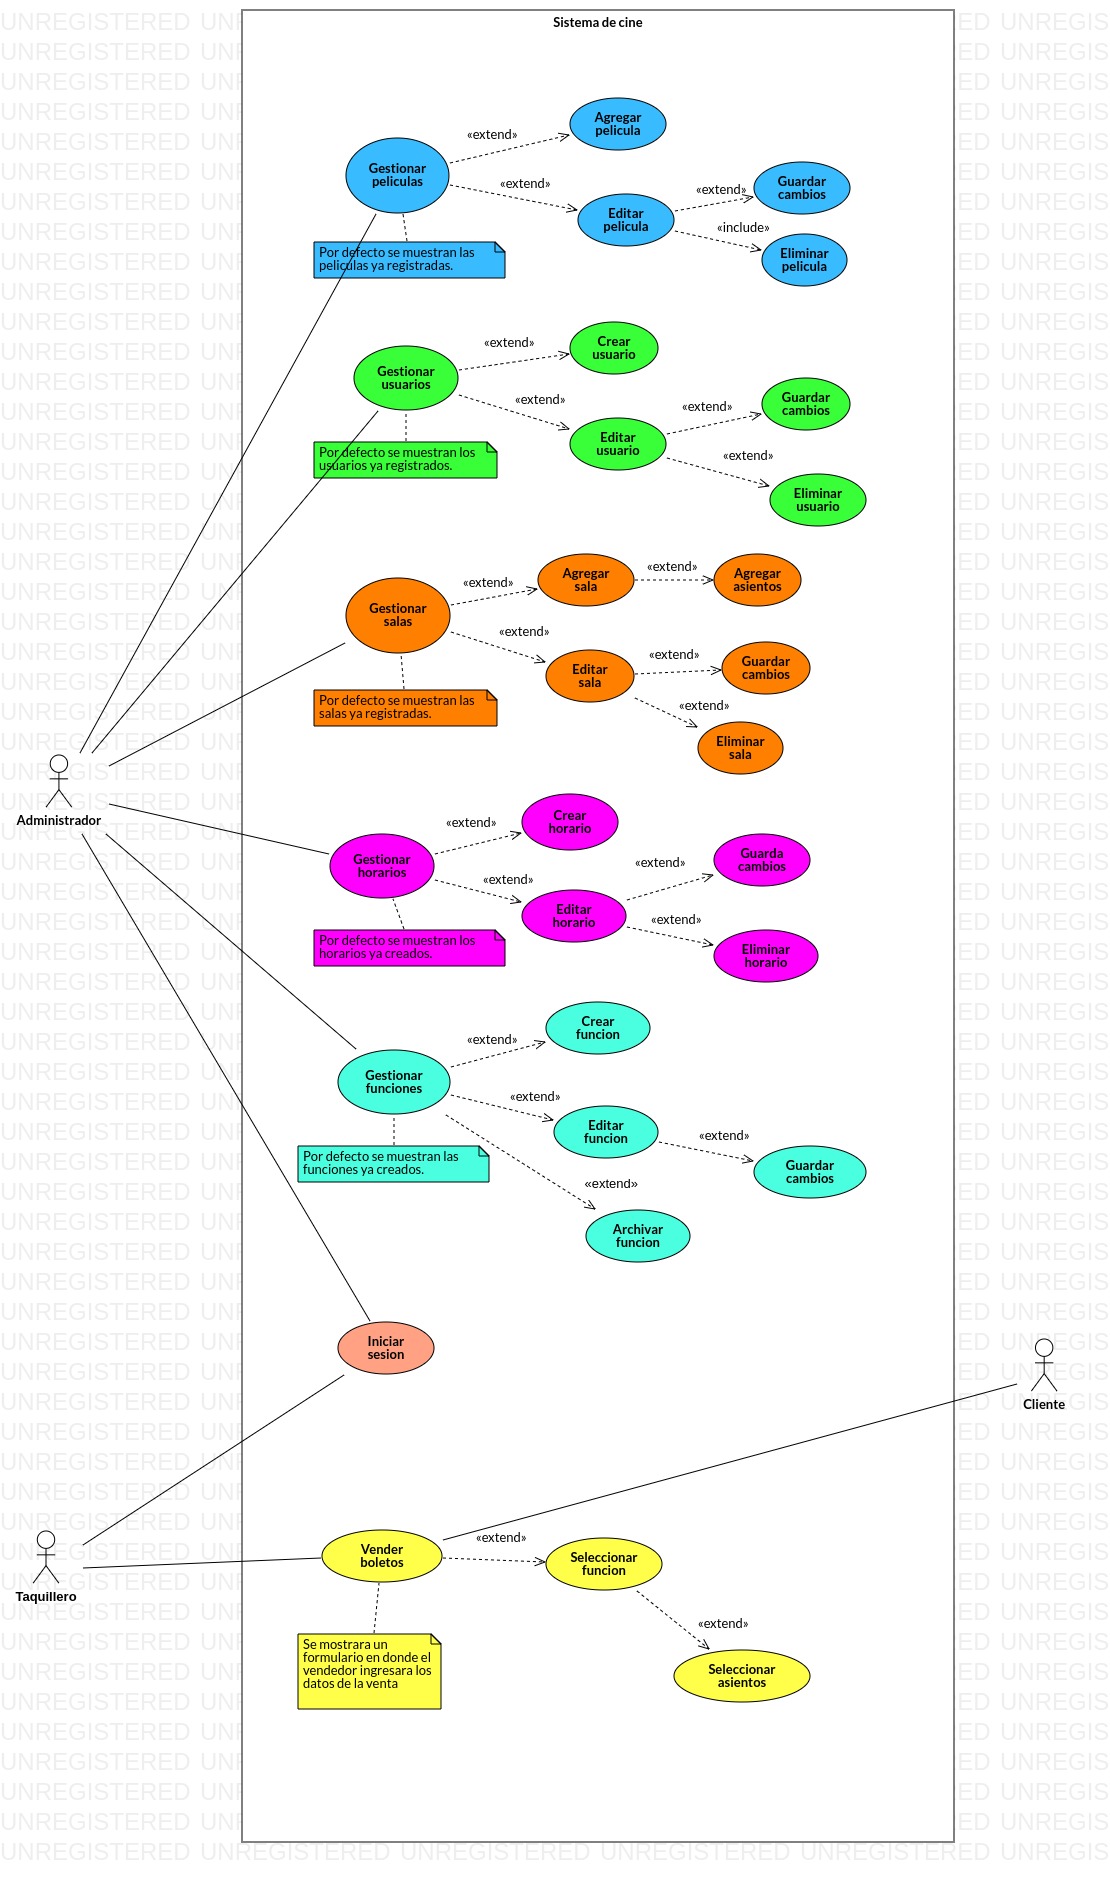 Sistema de cine
«extend»
Agregar
pelicula
Gestionar
peliculas
«extend»
Editar
pelicula
«extend»
Guardar
cambios
«include»
Eliminar
pelicula
Por defecto se muestran las
peliculas ya registradas.
«extend»
Crear
usuario
Gestionar
usuarios
«extend»
Editar
usuario
«extend»
Guardar
cambios
«extend»
Eliminar
usuario
Por defecto se muestran los
usuarios ya registrados.
«extend»
Agregar
sala
«extend»
Agregar
asientos
Gestionar
salas
«extend»
Editar
sala
«extend»
Guardar
cambios
«extend»
Eliminar
sala
Por defecto se muestran las
salas ya registradas.
Administrador
«extend»
Crear
horario
Gestionar
horarios
«extend»
Editar
horario
«extend»
Guarda
cambios
«extend»
Eliminar
horario
Por defecto se muestran los
horarios ya creados.
«extend»
Crear
funcion
Gestionar
funciones
«extend»
Editar
funcion
«extend»
Guardar
cambios
Por defecto se muestran las
funciones ya creados.
«extend»
Archivar
funcion
Iniciar
sesion
Cliente
Taquillero
Vender
boletos
«extend»
Seleccionar
funcion
«extend»
Seleccionar
asientos
Se mostrara un
formulario en donde el
vendedor ingresara los
datos de la venta
UNREGISTERED UNREGISTERED UNREGISTERED UNREGISTERED UNREGISTERED UNREGIS